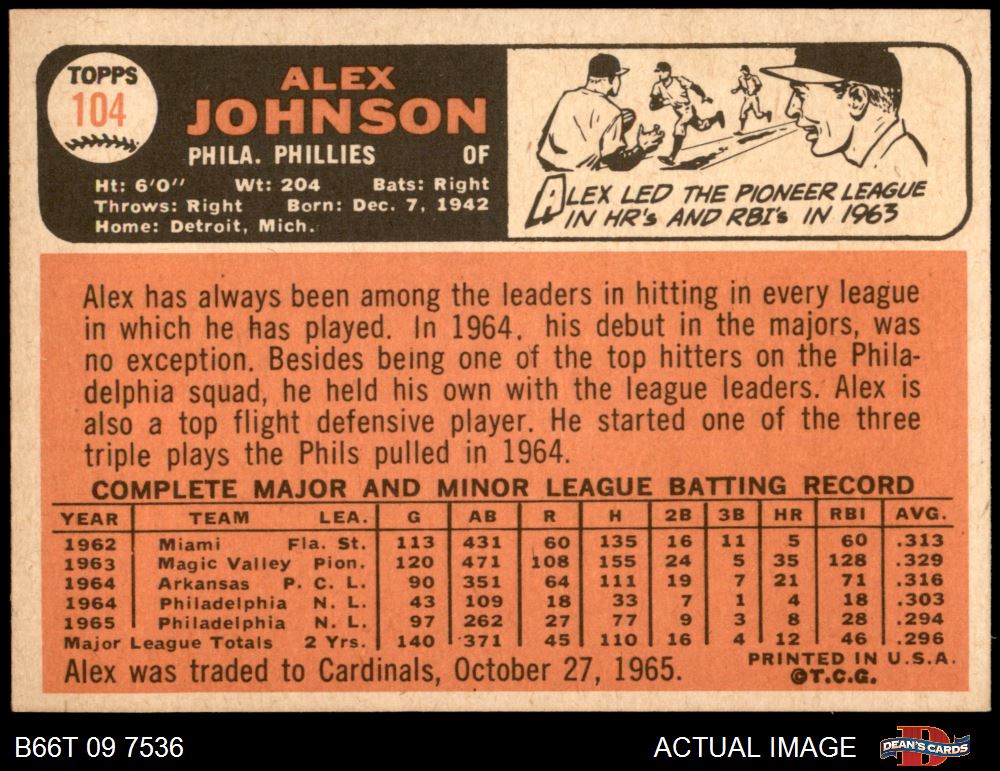 TOPPS
104
ALEX
JOHNSON
PHILA. PHILLIES OF
Ht: 6'0" Wt: 204 Bats: Right
Throws: Right Born: Dec. 7, 1942
Home: Detroit, Mich.
ALEX LED THE PIONEER LEAGUE
IN HR's AND RBI's IN 1963
Alex has always been among the leaders in hitting in every league
in which he has played. In 1964, his debut in the majors, was
no exception. Besides being one of the top hitters on the Phila-
delphia squad, he held his own with the league leaders. Alex is
also a top flight defensive player. He started one of the three
triple plays the Phils pulled in 1964.
COMPLETE MAJOR AND MINOR LEAGUE BATTING RECORD
YEAR TEAM LEA. G AB R H 2B 3B HR RBI AVG.
1962 Miami Fla. St. 113 431 60 135 16 11 5 60 .313
1963 Magic Valley Pion. 120 471 108 155 24 5 35 128 .329
1964 Arkansas P. C. L. 90 351 64 111 19 7 21 71 .316
1964 Philadelphia N. L. 43 109 18 33 7 1 4 18 .303
1965 Philadelphia N. L. 97 262 27 77 9 3 8 28 .294
Major League Totals 2 Yrs. 140 371 45 110 16 4 12 46 .296
Alex was traded to Cardinals, October 27, 1965.
PRINTED IN U.S.A.
©T.C.G.
B66T 09 7536
ACTUAL IMAGE
DEAN'S CARDS